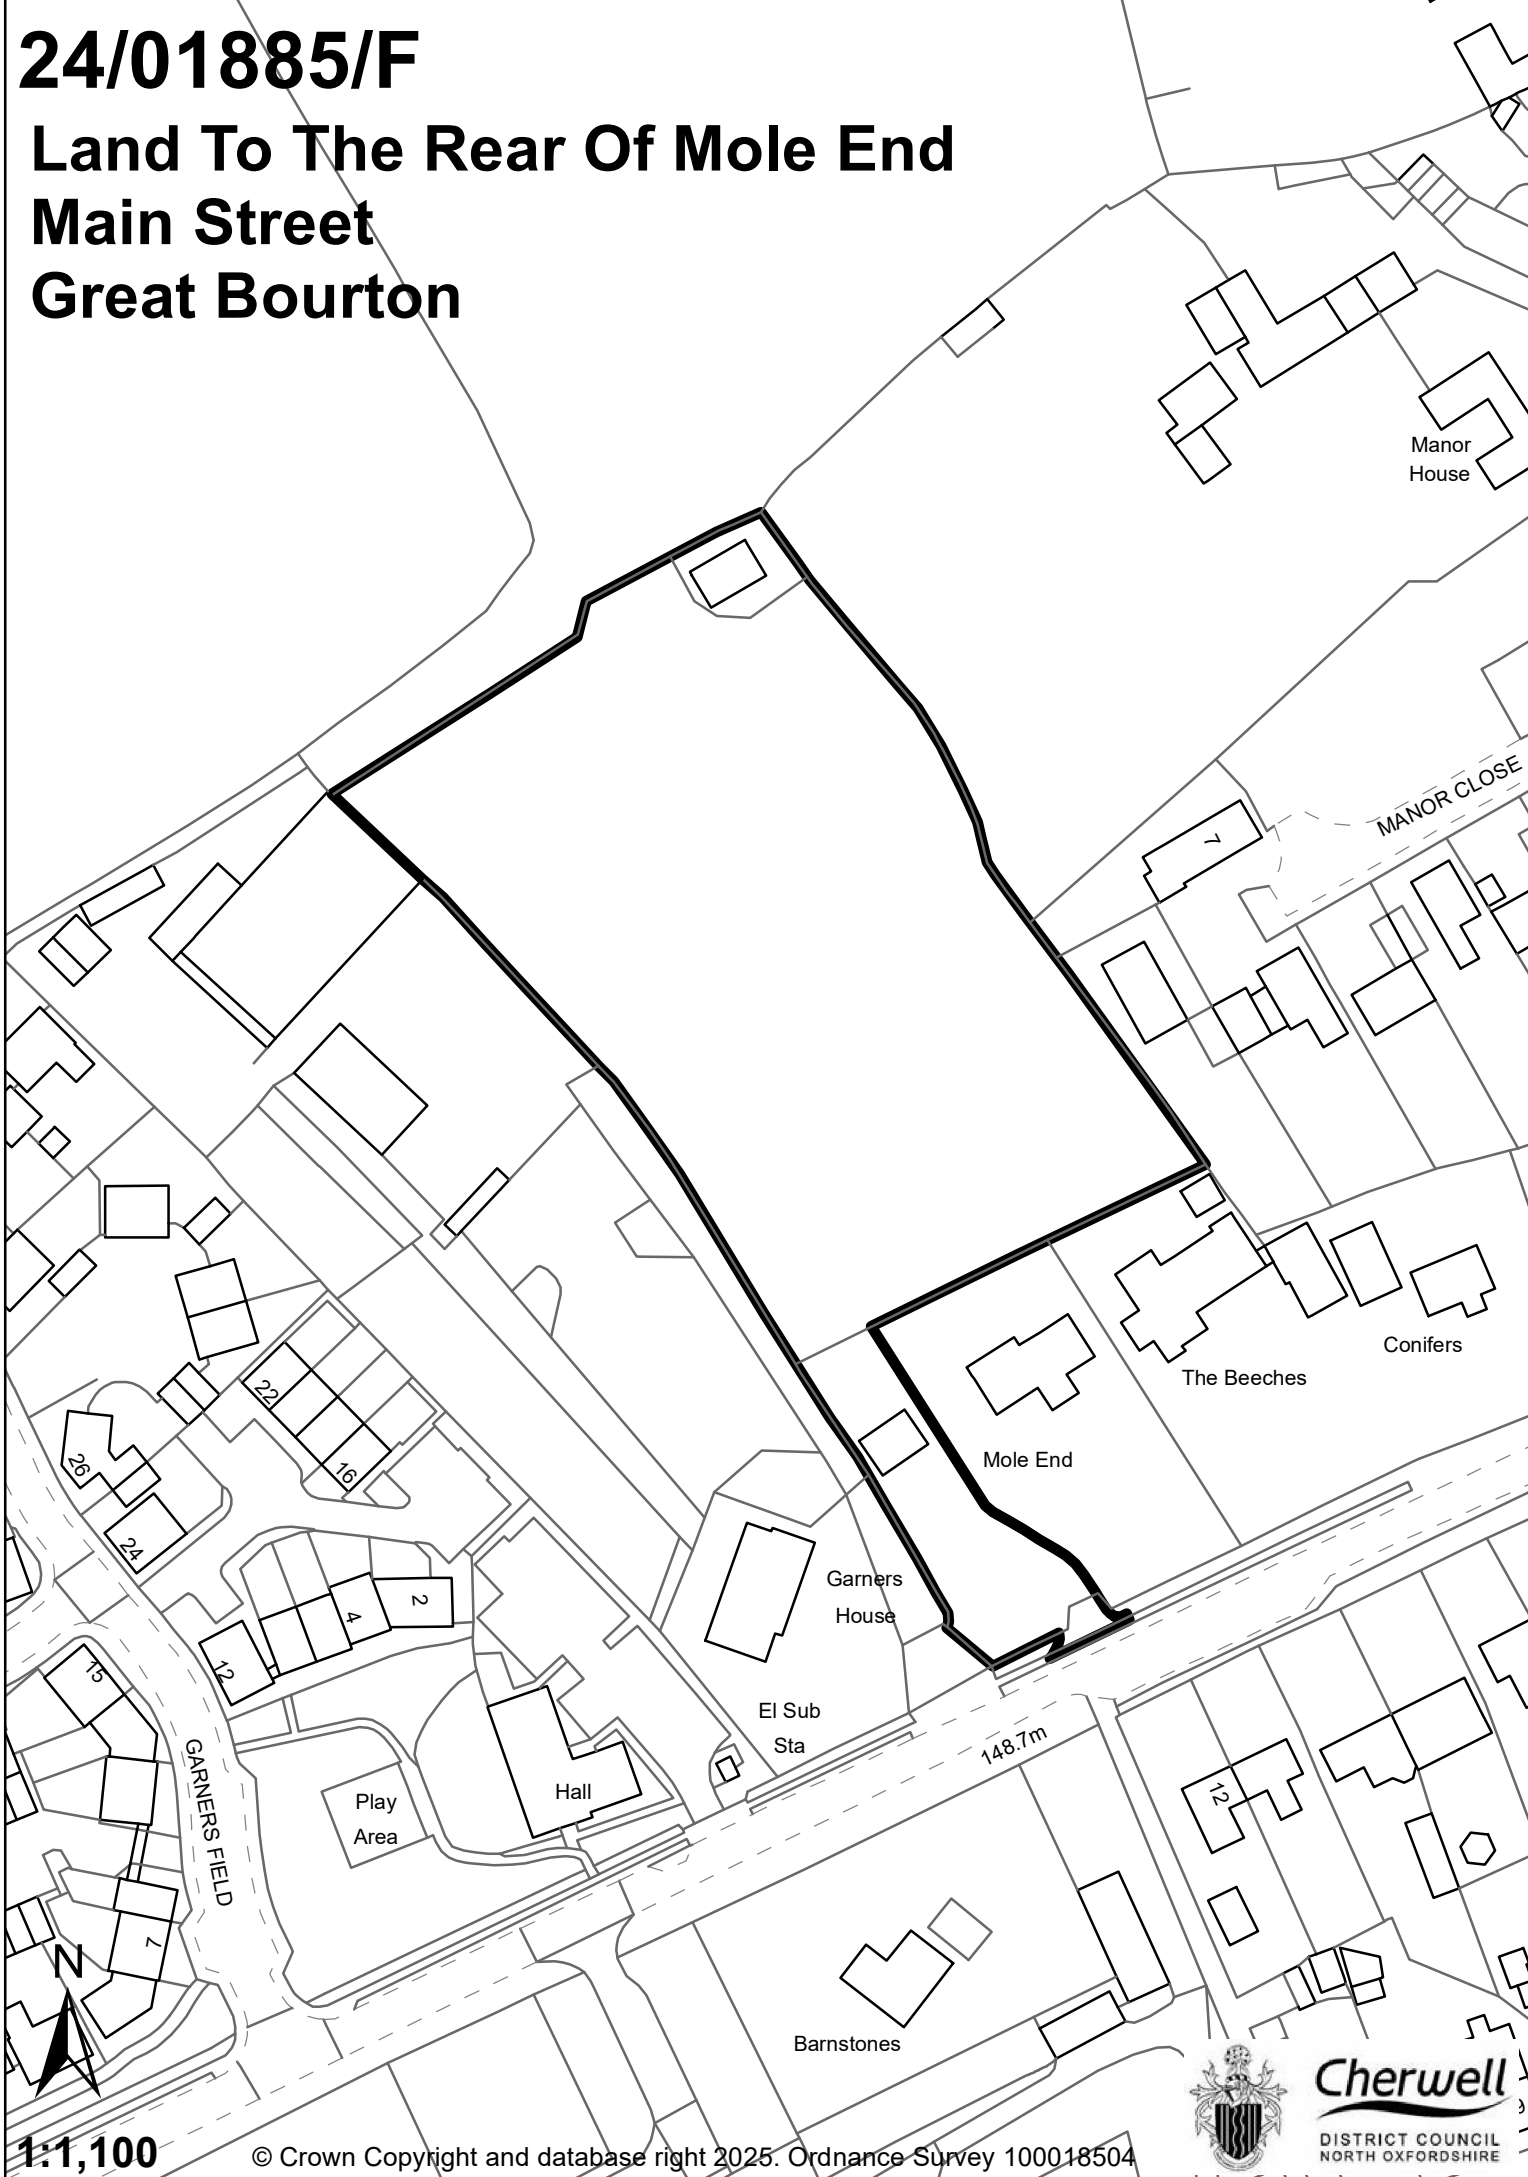 24/01885/F
Land To The Rear Of Mole End
Main Street
Great Bourton
Manor
House
MANOR CLOSE
7
Conifers
The Beeches
Mole End
22
16
26
24
Garners
House
2
4
12
15
El Sub
Sta
148.7m
Hall
Play
Area
12
GARNERS FIELD
7
N
Barnstones
Cherwell
DISTRICT COUNCIL
NORTH OXFORDSHIRE
1:1,100
© Crown Copyright and database right 2025. Ordnance Survey 100018504